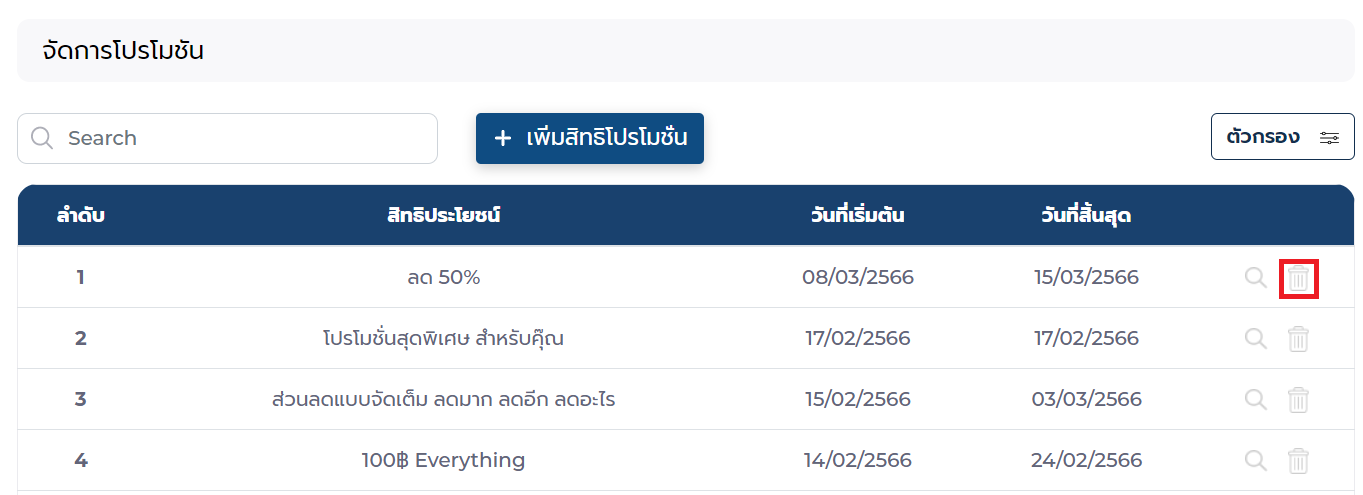 จัดการโปรโมชัน
Search
+ เพิ่มสิทธิโปรโมชั่น
ตัวกรอง
ลำดับ สิทธิประโยชน์ วันที่เริ่มต้น วันที่สิ้นสุด
1 ลด 50% 08/03/2566 15/03/2566
2 โปรโมชั่นสุดพิเศษ สำหรับคุ๊ณ 17/02/2566 17/02/2566
3 ส่วนลดแบบจัดเต็ม ลดมาก ลดอีก ลดอะไร 15/02/2566 03/03/2566
4 100฿ Everything 14/02/2566 24/02/2566